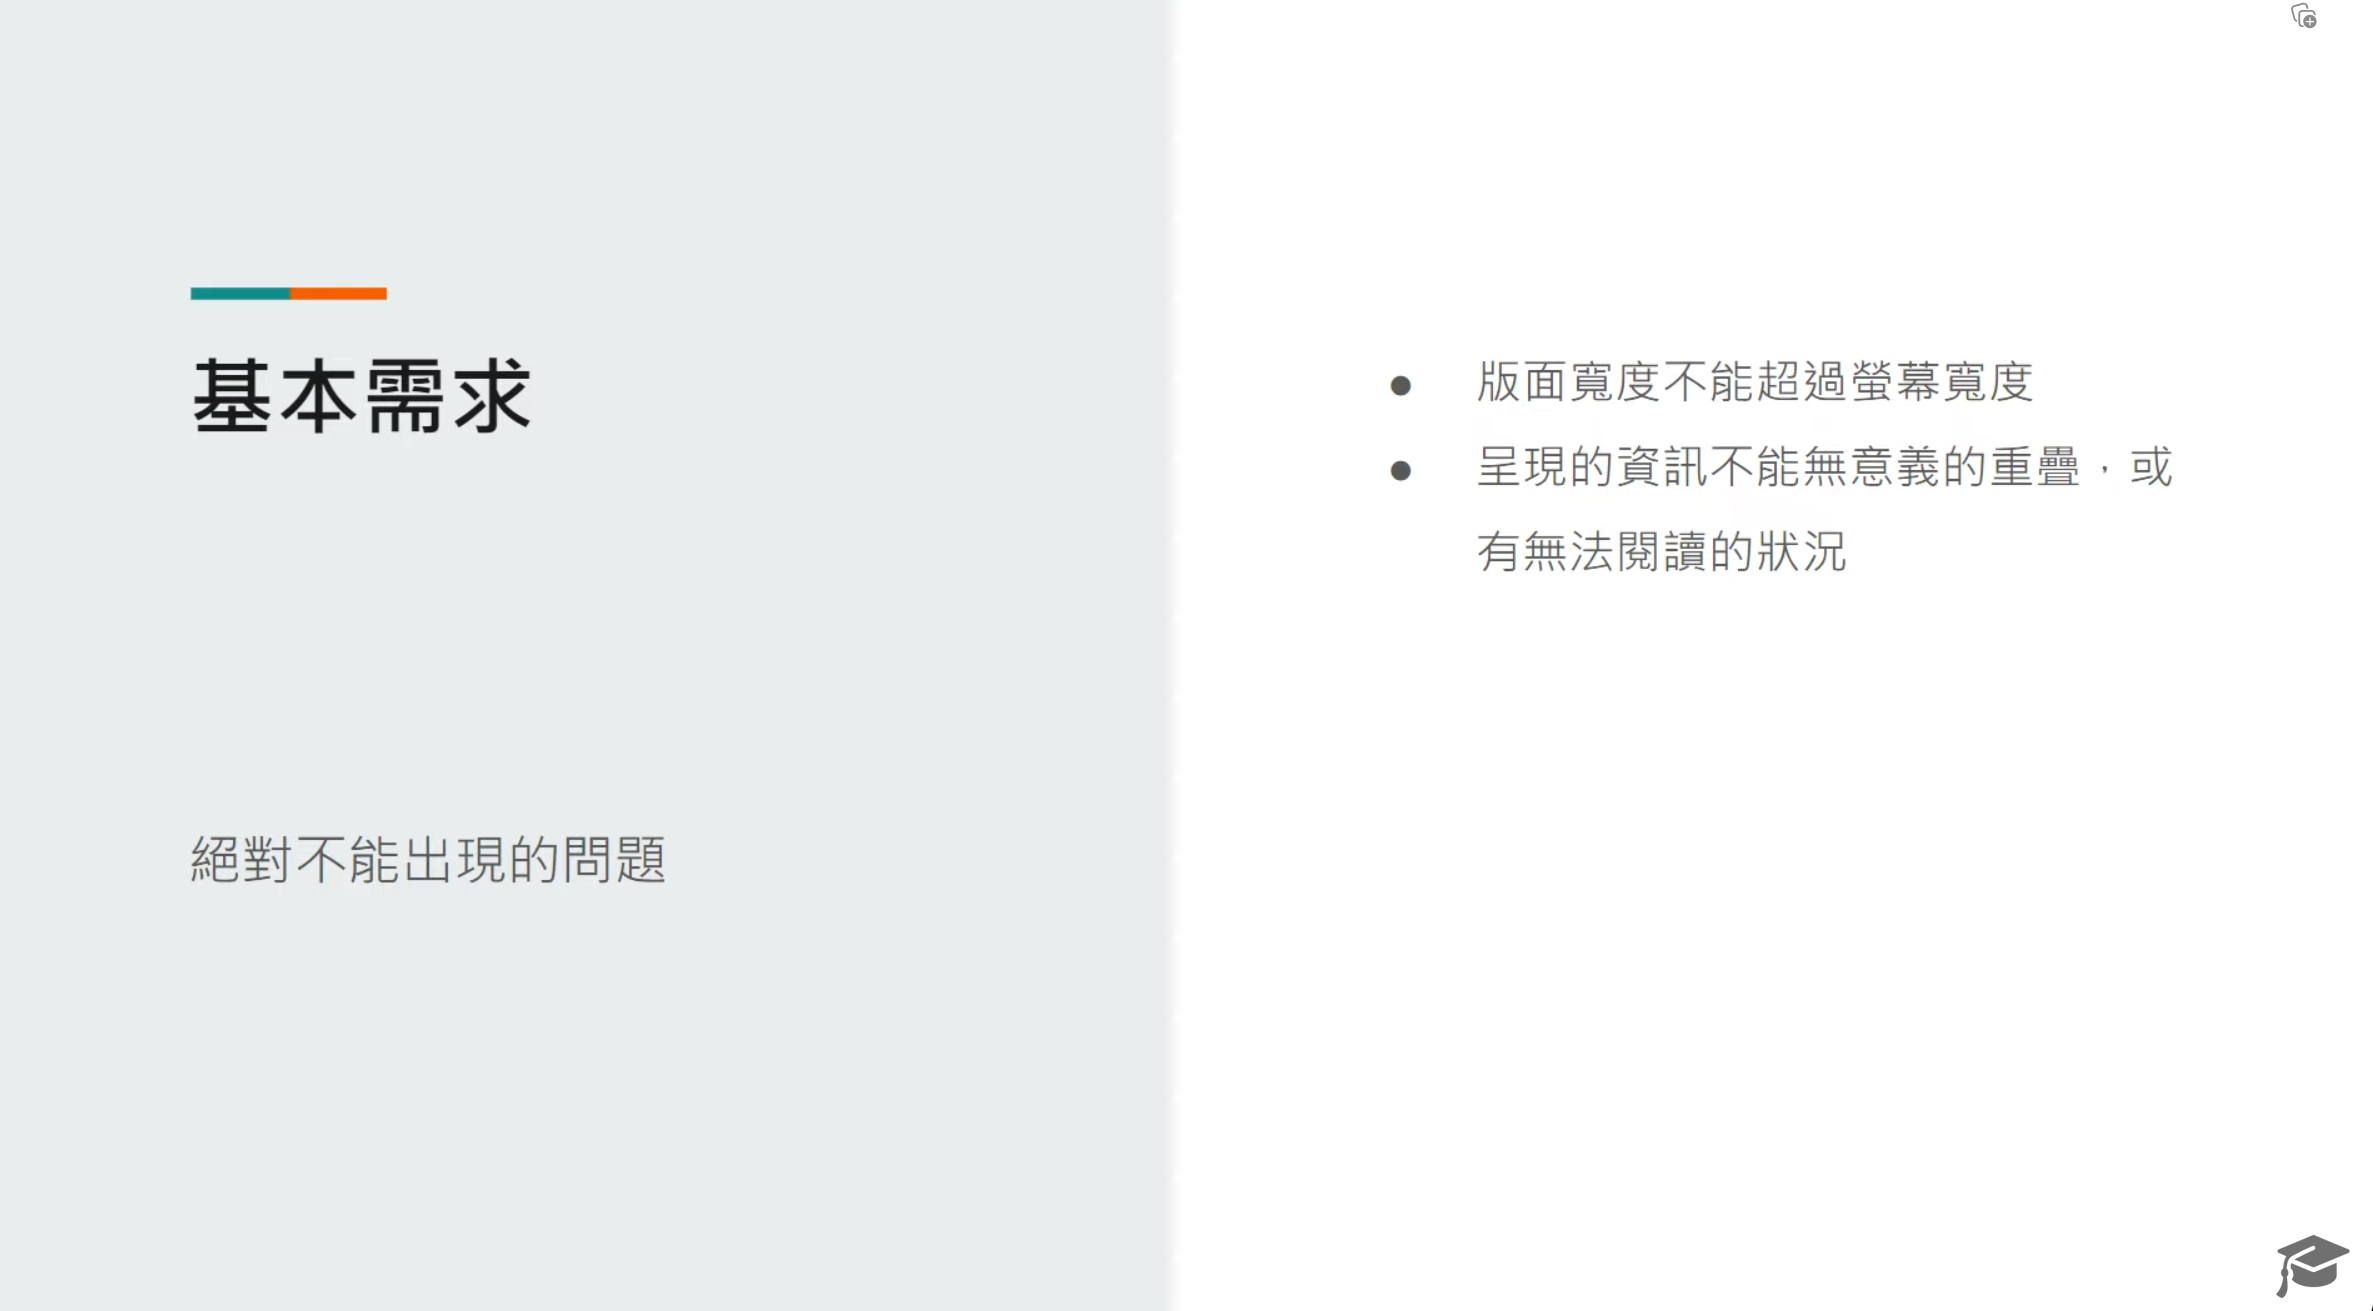 基本需求
絕對不能出現的問題
● 版面寬度不能超過螢幕寬度
● 呈現的資訊不能無意義的重疊，或
有無法閱讀的狀況